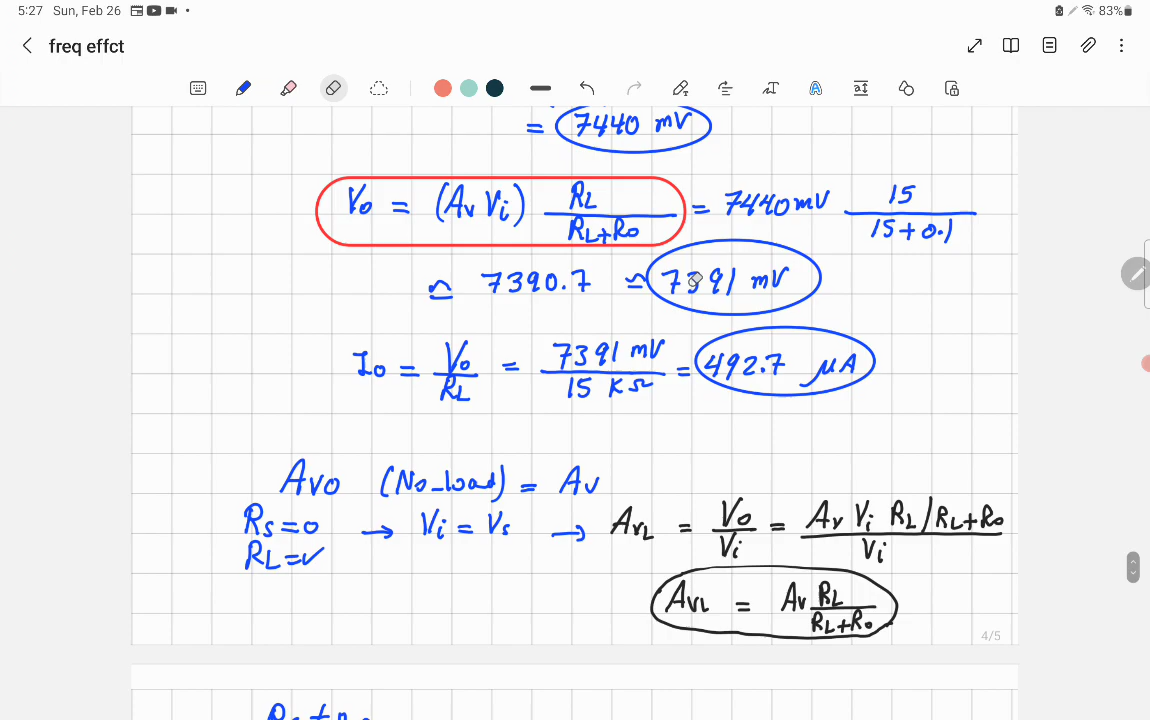 5:27 Sun, Feb 26 83%
freq effct
= 7440 mV
Vo = (Av Vi) RL / RL+Ro = 7440mV 15 / 15+0.1
≃ 7390.7 ≃ 7391 mV
Io = Vo / RL = 7391 mV / 15 KΩ = 492.7 μA
Avo (No_load) = Av
Rs=0 → Vi = Vs → AvL = Vo / Vi = Av Vi RL/RL+Ro / Vi
RL=✓
AvL = Av RL / RL+Ro
4/5